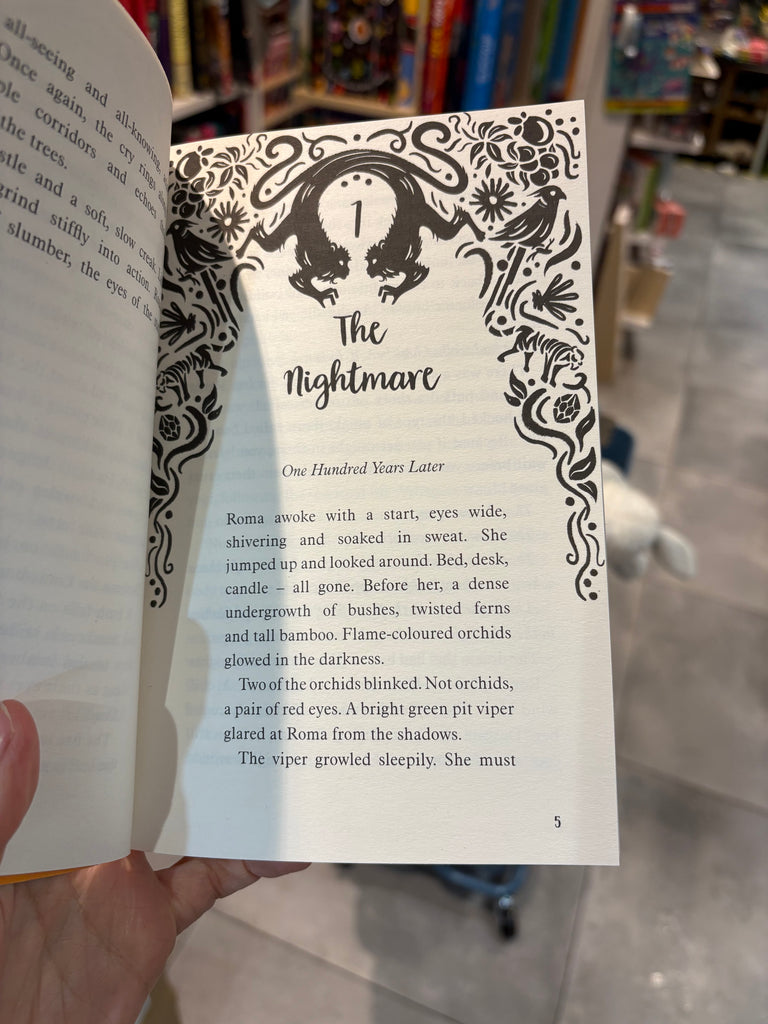 all-seeing and all-knowing
Once again, the cry rings
corridors and echoes
the trees.
and a soft, slow creak
grind stiffly into action.
slumber, the eyes of the
1
The
Nightmare
One Hundred Years Later
Roma awoke with a start, eyes wide,
shivering and soaked in sweat. She
jumped up and looked around. Bed, desk,
candle – all gone. Before her, a dense
undergrowth of bushes, twisted ferns
and tall bamboo. Flame-coloured orchids
glowed in the darkness.
Two of the orchids blinked. Not orchids,
a pair of red eyes. A bright green pit viper
glared at Roma from the shadows.
The viper growled sleepily. She must
5